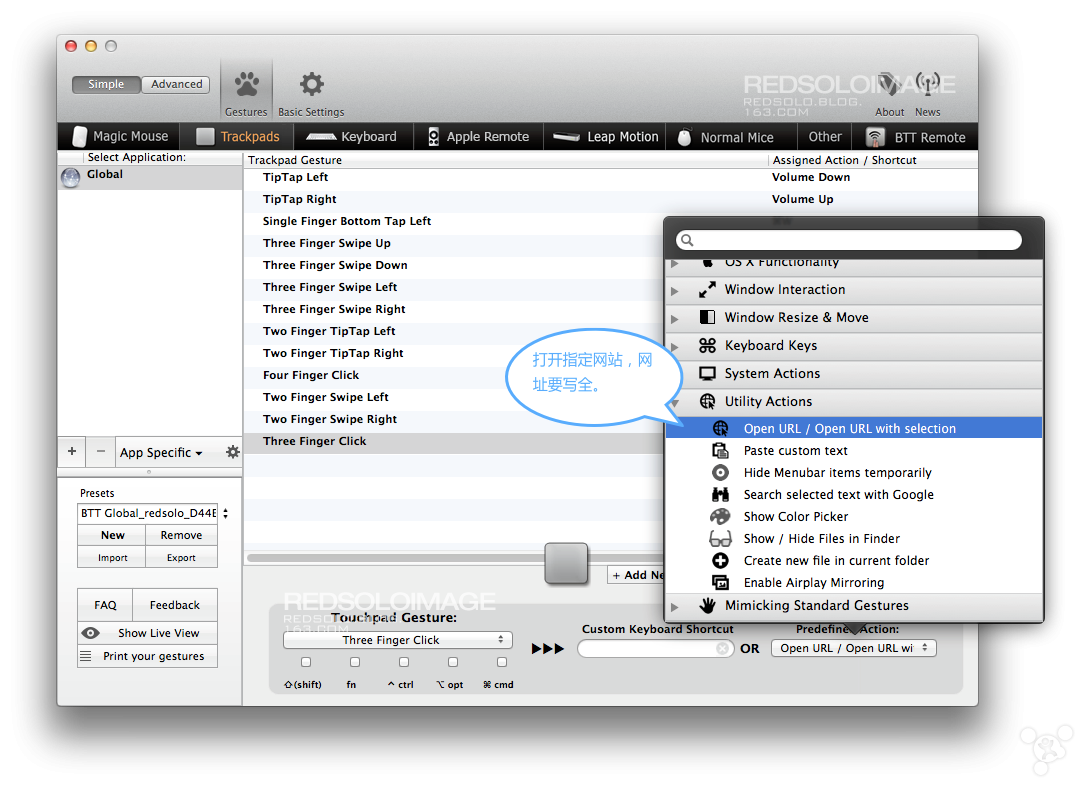 Simple
Advanced
Gestures
Basic Settings
REDSOLOIMAGE
REDSOLO.BLOG.
163.COM
About
News
Magic Mouse
Trackpads
Keyboard
Apple Remote
Leap Motion
Normal Mice
Other
BTT Remote
Select Application:
Global
Trackpad Gesture
Assigned Action / Shortcut
TipTap Left
Volume Down
TipTap Right
Volume Up
Single Finger Bottom Tap Left
Three Finger Swipe Up
Three Finger Swipe Down
Three Finger Swipe Left
Three Finger Swipe Right
Two Finger TipTap Left
Two Finger TipTap Right
Four Finger Click
Two Finger Swipe Left
Two Finger Swipe Right
Three Finger Click
OS X Functionality
Window Interaction
Window Resize & Move
Keyboard Keys
System Actions
Utility Actions
Open URL / Open URL with selection
Paste custom text
Hide Menubar items temporarily
Search selected text with Google
Show Color Picker
Show / Hide Files in Finder
Create new file in current folder
Enable Airplay Mirroring
Mimicking Standard Gestures
打开指定网站，网
址要写全。
+
−
App Specific
Presets
BTT Global_redsolo_D44E
New
Remove
Import
Export
FAQ
Feedback
Show Live View
Print your gestures
+ Add Ne
REDSOLOIMAGE
163.COM
Touchpad Gesture:
Three Finger Click
⇧(shift)
fn
^ ctrl
⌥ opt
⌘ cmd
Custom Keyboard Shortcut
OR
Predefined Action:
Open URL / Open URL wi